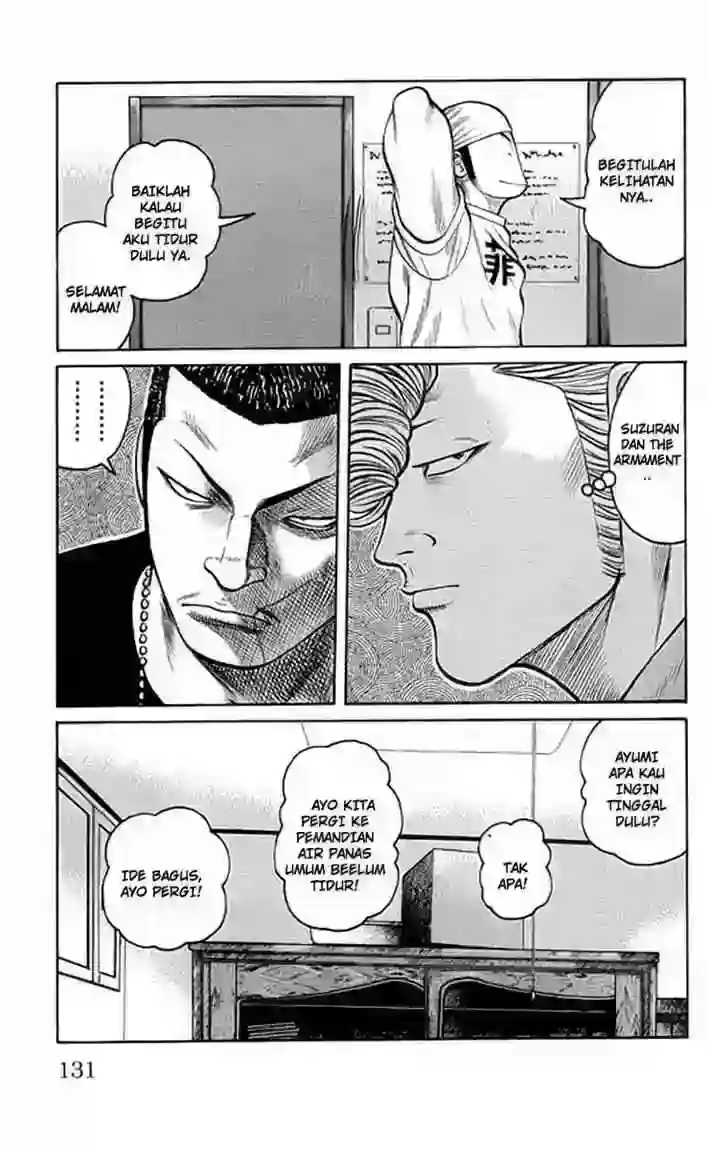 BEGITULAH
KELIHATAN
NYA..
BAIKLAH
KALAU
BEGITU
AKU TIDUR
DULU YA.
SELAMAT
MALAM!
菲
SUZURAN
DAN THE
ARMAMENT
..
........
........
AYUMI
APA KAU
INGIN
TINGGAL
DULU?
TAK
APA!
AYO KITA
PERGI KE
PEMANDIAN
AIR PANAS
UMUM BEELUM
TIDUR!
IDE BAGUS,
AYO PERGI!
131